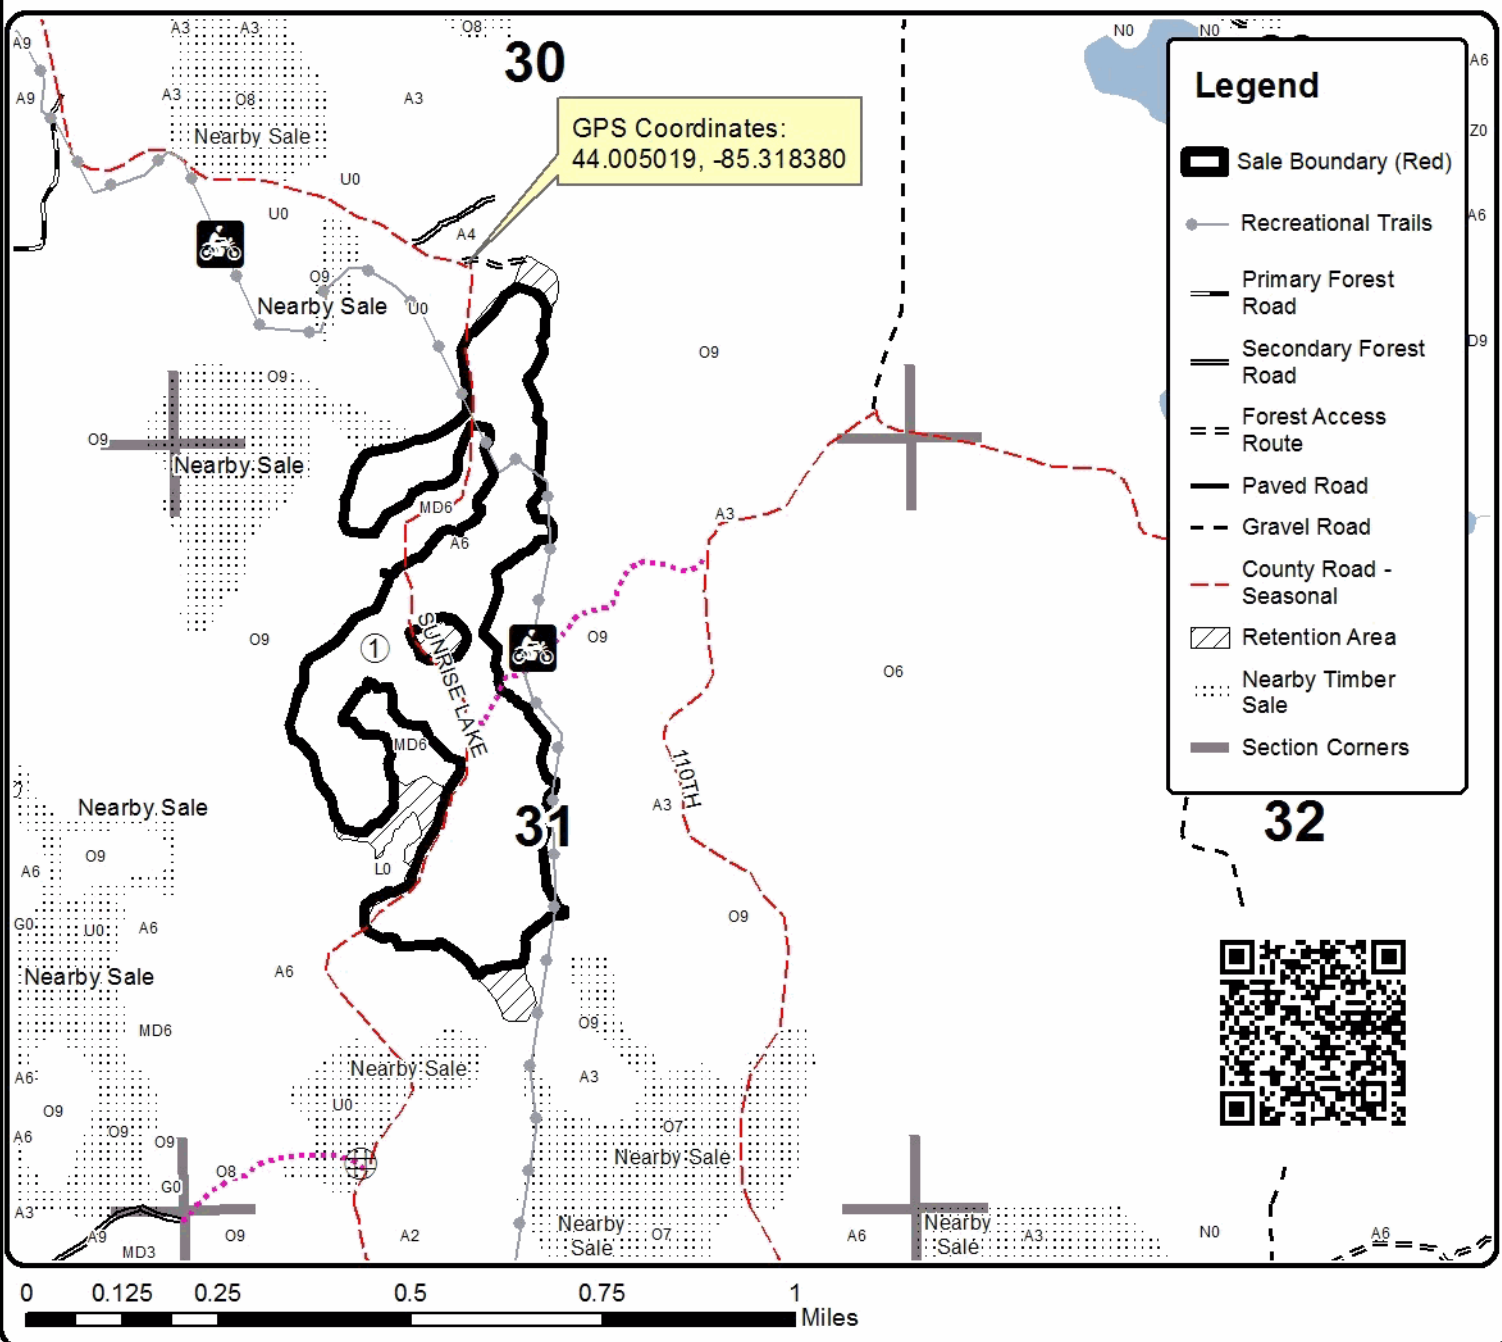 A3
A3
O8
N0
N0
A9
30
A6
A9
A3
O8
A3
Legend
Nearby Sale
GPS Coordinates:
44.005019, -85.318380
Z0
Sale Boundary (Red)
U0
U0
A6
Recreational Trails
A4
O9
Nearby Sale
U0
Primary Forest
Road
O9
D9
Secondary Forest
Road
O9
O9
Nearby Sale
Forest Access
Route
MD6
Paved Road
A3
Gravel Road
A6
County Road -
Seasonal
O9
1
SUNRISE LAKE
O9
Retention Area
O6
Nearby Timber
Sale
MD6
Section Corners
110TH
Nearby Sale
A3
31
32
O9
A6
L0
G0
U0
A6
O9
Nearby Sale
A6
O9
MD6
Nearby Sale
A6
A3
O9
U0
A6
O9
O9
O7
Nearby Sale
O8
G0
A3
A9
MD3
O9
A2
Nearby
Sale
O7
A6
Nearby
Sale
A3
N0
A6
0
0.125
0.25
0.5
0.75
1
Miles